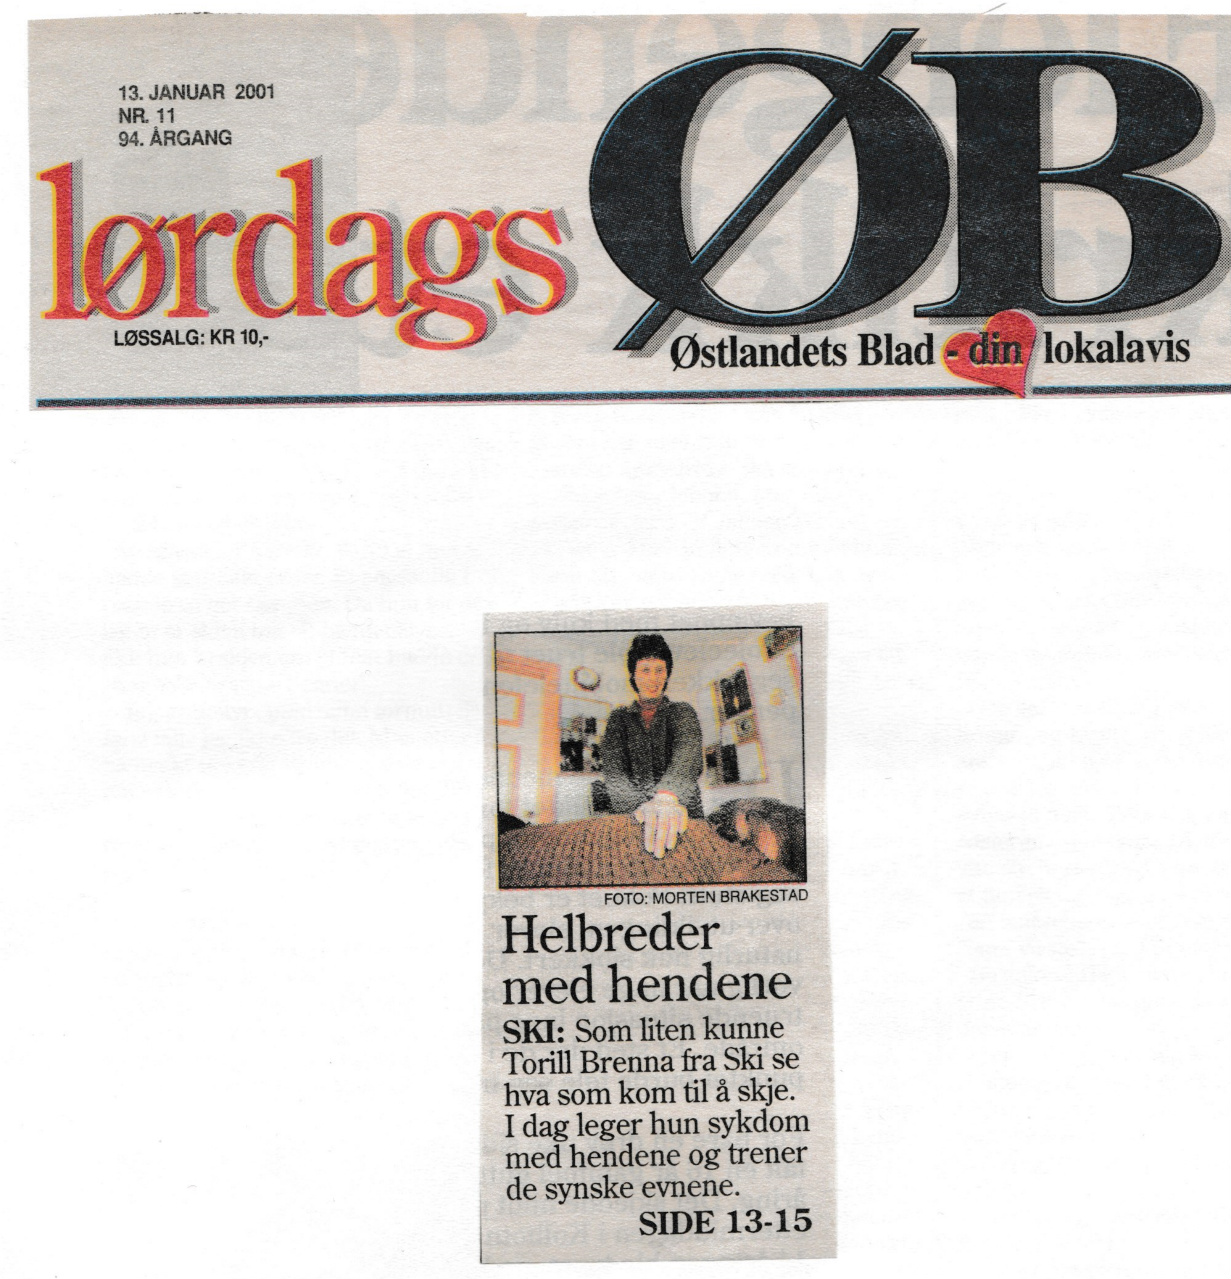 13. JANUAR 2001
NR. 11
94. ÅRGANG
lørdags ØB
LØSSALG: KR 10,-
Østlandets Blad - din lokalavis
FOTO: MORTEN BRAKESTAD
Helbreder
med hendene
SKI: Som liten kunne
Torill Brenna fra Ski se
hva som kom til å skje.
I dag leger hun sykdom
med hendene og trener
de synske evnene.
SIDE 13-15